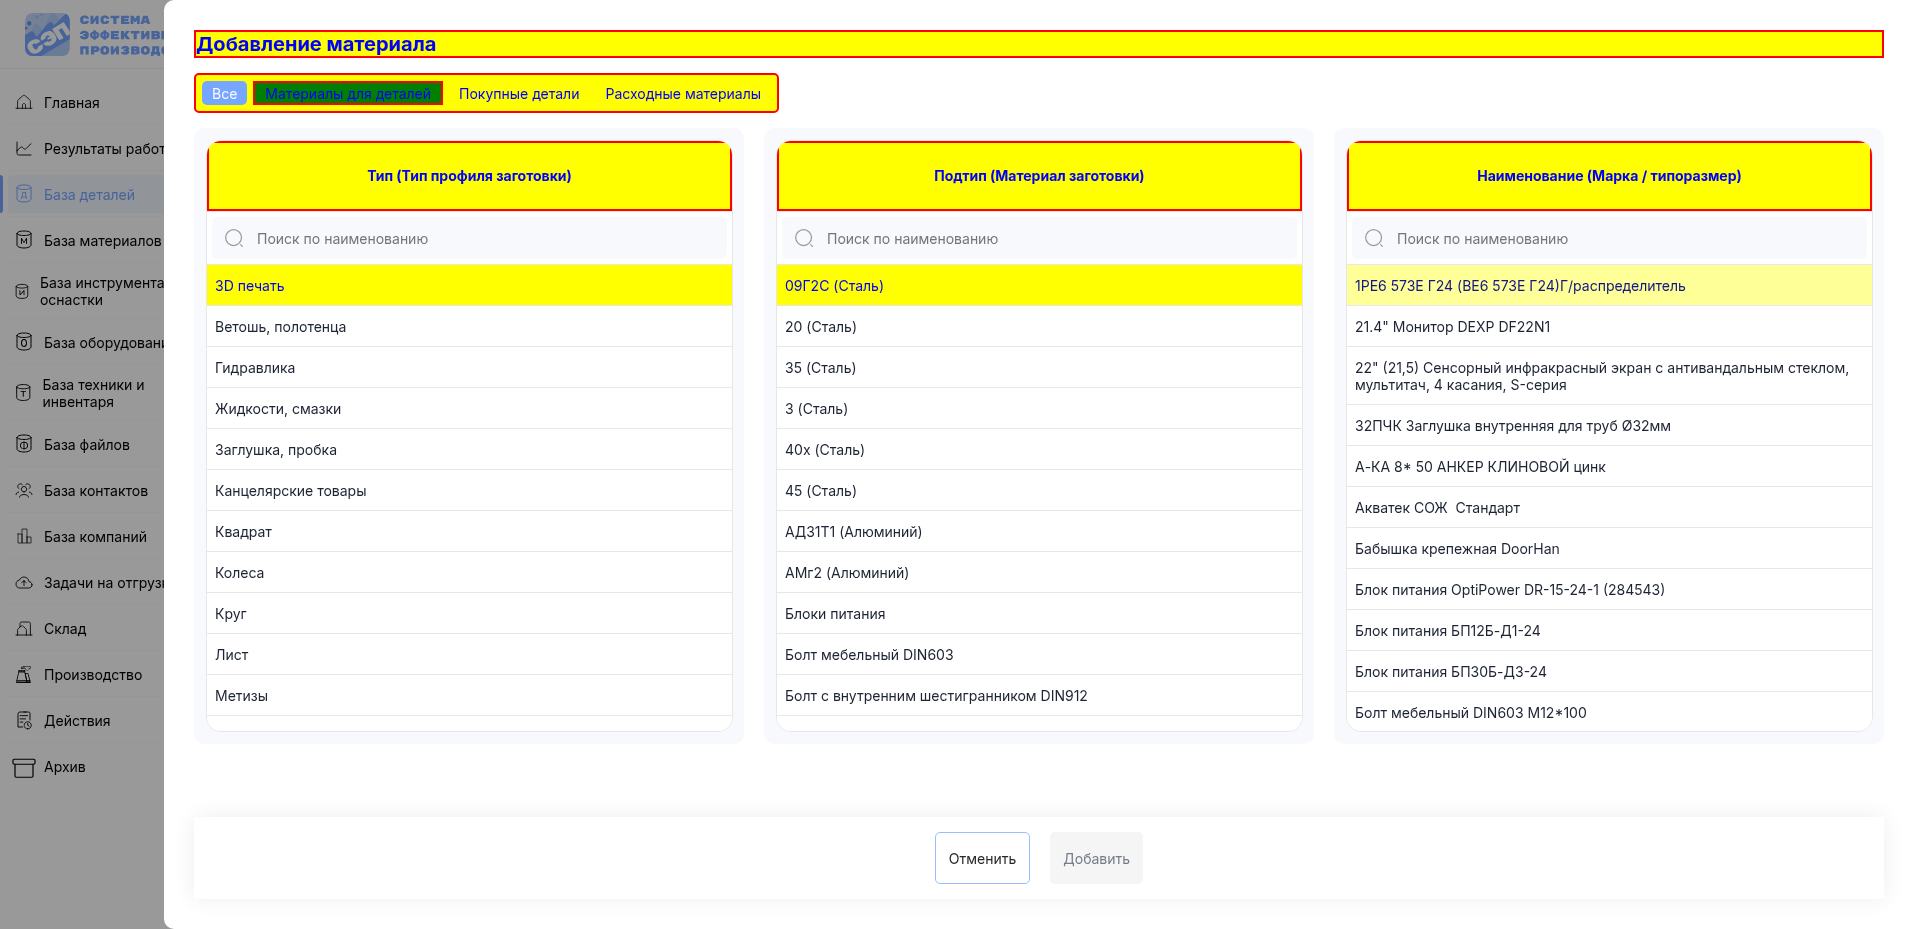 СИСТЕМА
ЭФФЕКТИВ
ПРОИЗВОД
СЭП
Главная
Результаты работ
База деталей
База материалов
База инструмента
оснастки
База оборудован
База техники и
инвентаря
База файлов
База контактов
База компаний
Задачи на отгруз
Склад
Производство
Действия
Архив
Добавление материала
Все Материалы для деталей Покупные детали Расходные материалы
Тип (Тип профиля заготовки)
Поиск по наименованию
3D печать
Ветошь, полотенца
Гидравлика
Жидкости, смазки
Заглушка, пробка
Канцелярские товары
Квадрат
Колеса
Круг
Лист
Метизы
Подтип (Материал заготовки)
Поиск по наименованию
09Г2С (Сталь)
20 (Сталь)
35 (Сталь)
3 (Сталь)
40х (Сталь)
45 (Сталь)
АД31Т1 (Алюминий)
АМг2 (Алюминий)
Блоки питания
Болт мебельный DIN603
Болт с внутренним шестигранником DIN912
Наименование (Марка / типоразмер)
Поиск по наименованию
1РЕ6 573Е Г24 (ВЕ6 573Е Г24)Г/распределитель
21.4" Монитор DEXP DF22N1
22" (21,5) Сенсорный инфракрасный экран с антивандальным стеклом,
мультитач, 4 касания, S-серия
32ПЧК Заглушка внутренняя для труб Ø32мм
А-КА 8* 50 АНКЕР КЛИНОВОЙ цинк
Акватек СОЖ  Стандарт
Бабышка крепежная DoorHan
Блок питания OptiPower DR-15-24-1 (284543)
Блок питания БП12Б-Д1-24
Блок питания БП30Б-Д3-24
Болт мебельный DIN603 М12*100
Отменить
Добавить